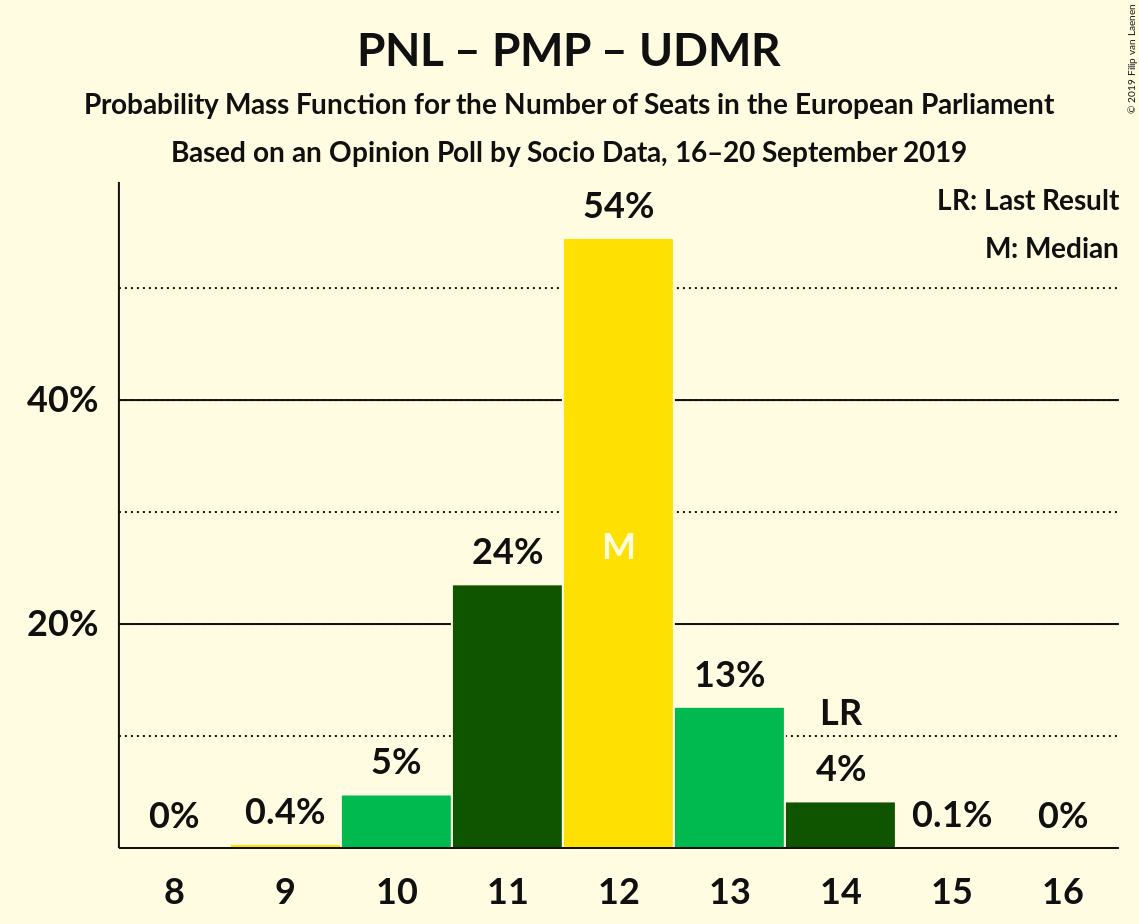 PNL – PMP – UDMR
Probability Mass Function for the Number of Seats in the European Parliament
Based on an Opinion Poll by Socio Data, 16–20 September 2019
© 2019 Filip van Laenen
LR: Last Result
M: Median
54%
40%
24%
M
20%
13%
LR
5%
4%
0%
0.4%
0.1%
0%
8 9 10 11 12 13 14 15 16